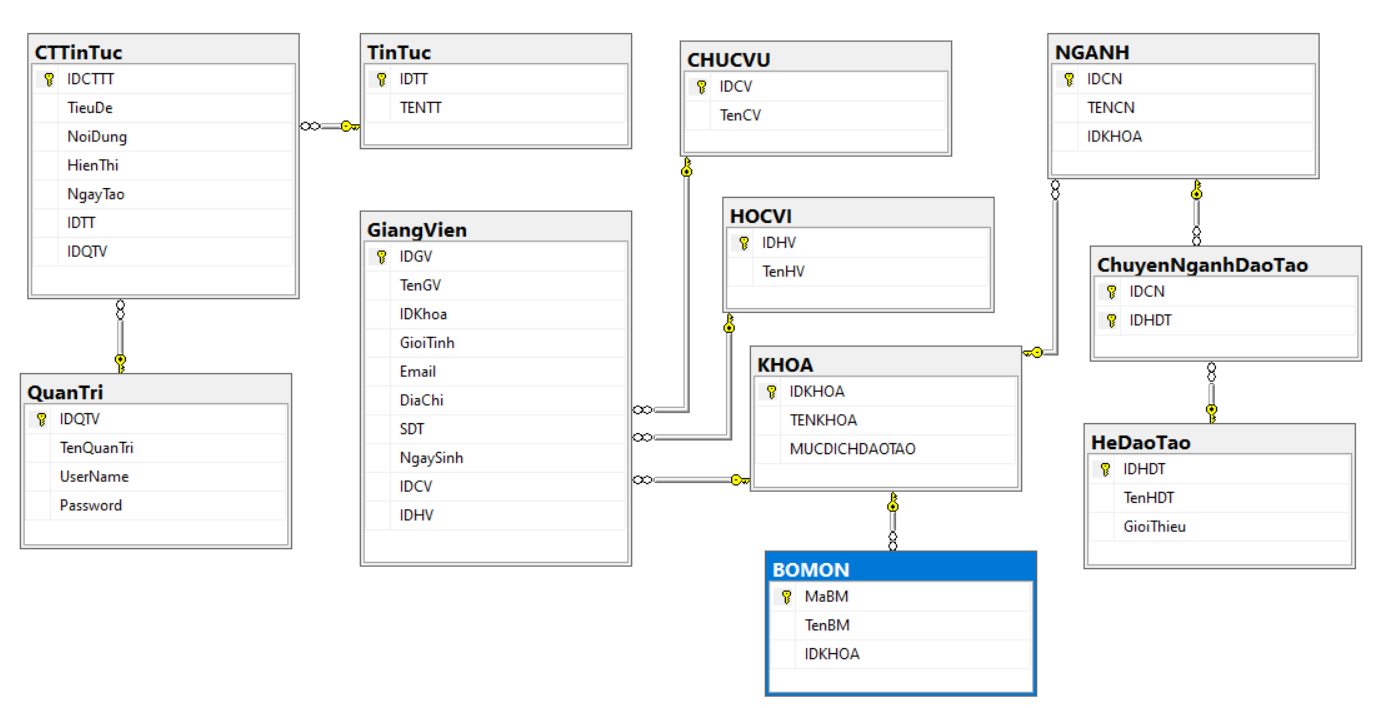 CTTinTuc
IDCTTT
TieuDe
NoiDung
HienThi
NgayTao
IDTT
IDQTV
TinTuc
IDTT
TENTT
CHUCVU
IDCV
TenCV
NGANH
IDCN
TENCN
IDKHOA
GiangVien
IDGV
TenGV
IDKhoa
GioiTinh
Email
DiaChi
SDT
NgaySinh
IDCV
IDHV
HOCVI
IDHV
TenHV
ChuyenNganhDaoTao
IDCN
IDHDT
QuanTri
IDQTV
TenQuanTri
UserName
Password
KHOA
IDKHOA
TENKHOA
MUCDICHDAOTAO
HeDaoTao
IDHDT
TenHDT
GioiThieu
BOMON
MaBM
TenBM
IDKHOA